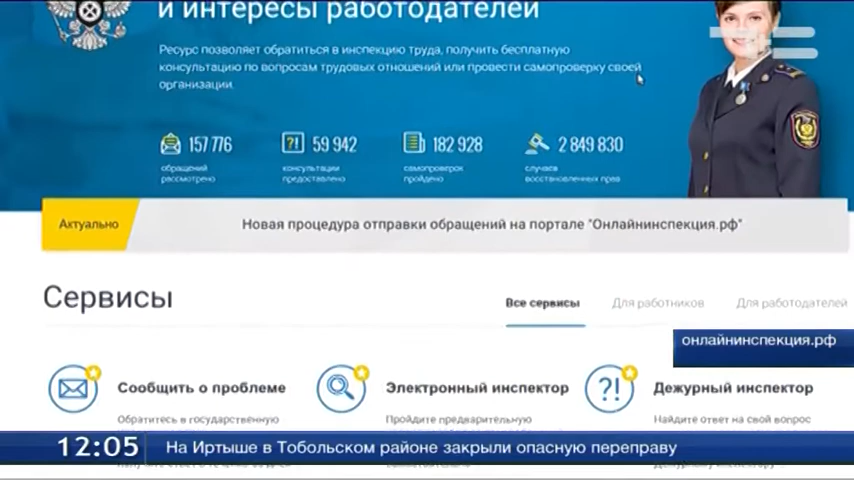 и интересы работодателей
Ресурс позволяет обратиться в инспекцию труда, получить бесплатную
консультацию по вопросам трудовых отношений или провести самопроверку своей
организации.
157 776
59 942
182 928
2 849 830
обращений
рассмотрено
консультации
предоставлено
самопроверок
пройдено
случаев
восстановленных прав
Актуально
Новая процедура отправки обращений на портале "Онлайнинспекция.рф"
Сервисы
Все сервисы
Для работников
Для работодателей
онлайнинспекция.рф
Сообщить о проблеме
Электронный инспектор
Дежурный инспектор
Обратитесь в государственную
Пройдите предварительную
Найдите ответ на свой вопрос
12:05
На Иртыше в Тобольском районе закрыли опасную переправу